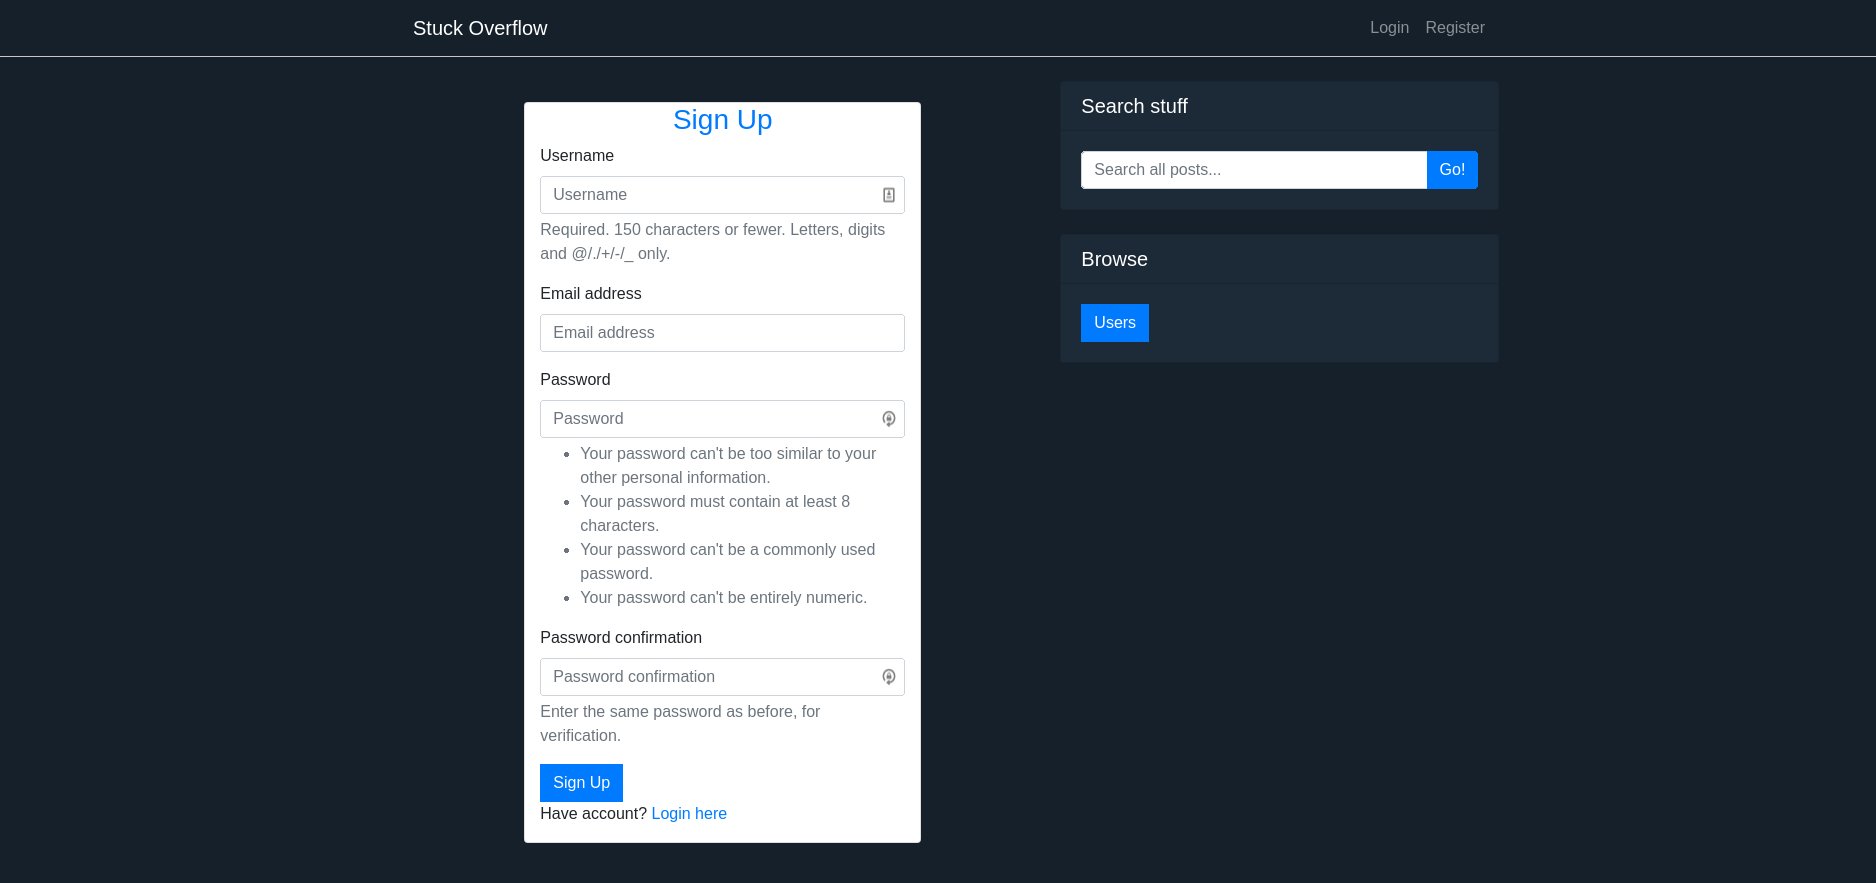 Stuck Overflow
Login Register
Sign Up
Username
Username
Required. 150 characters or fewer. Letters, digits
and @/./+/-/_ only.
Email address
Email address
Password
Password
• Your password can't be too similar to your
other personal information.
• Your password must contain at least 8
characters.
• Your password can't be a commonly used
password.
• Your password can't be entirely numeric.
Password confirmation
Password confirmation
Enter the same password as before, for
verification.
Sign Up
Have account? Login here
Search stuff
Search all posts... Go!
Browse
Users